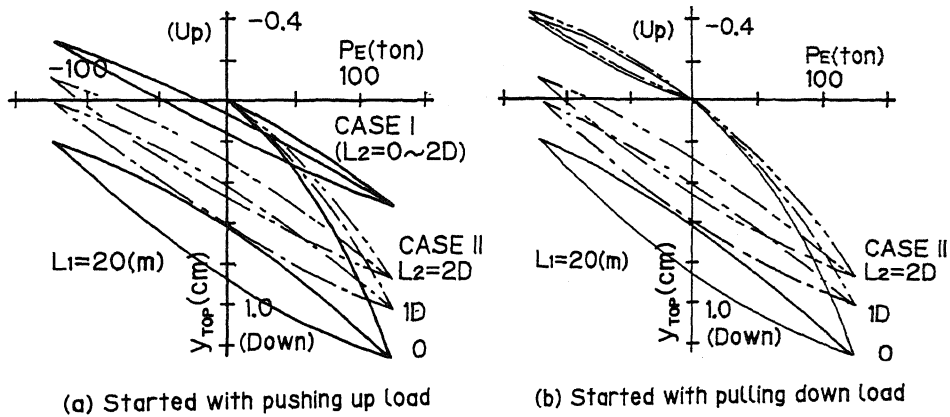 -0.4
(Up)
PE(ton)
-100
100
CASE I
(L2=0~2D)
CASE II
L1=20(m)
L2=2D
yTOP(cm)
1.0
1D
(Down)
0
(a) Started with pushing up load
-0.4
(Up)
PE(ton)
100
CASE II
L1=20(m)
L2=2D
yTOP(cm)
1.0
1D
(Down)
0
(b) Started with pulling down load